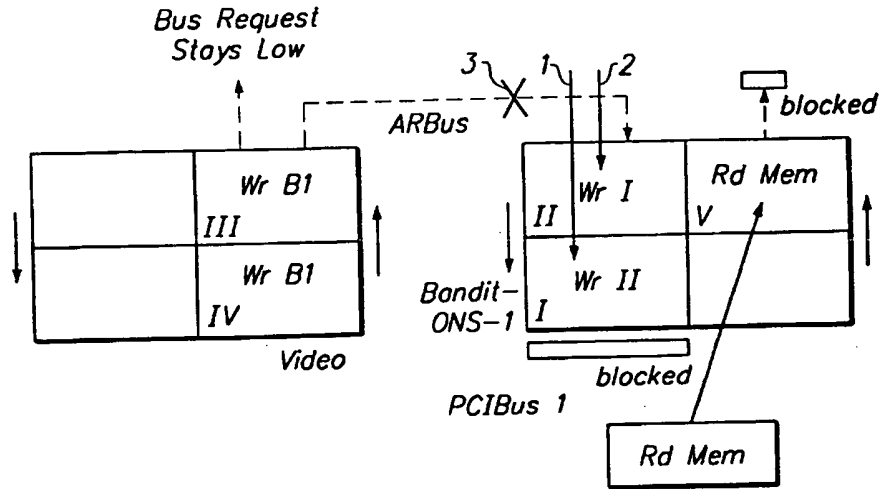 Bus Request
Stays Low
3
1
2
ARBus
blocked
Wr B1
III
Wr B1
IV
Video
Wr I
II
Rd Mem
V
Wr II
I
Bandit-
ONS-1
blocked
PCIBus 1
Rd Mem